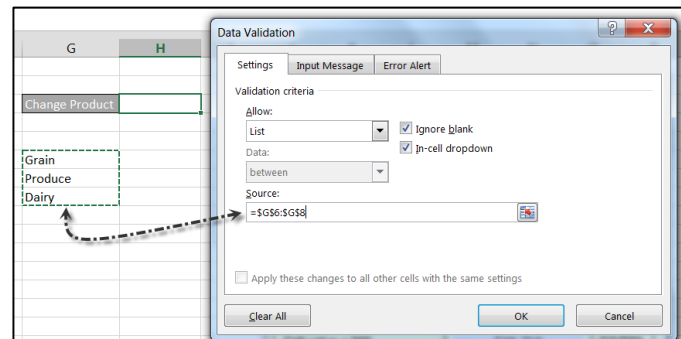 Data Validation
G H
Settings Input Message Error Alert
Validation criteria
Change Product
Allow:
List Ignore blank
Data: In-cell dropdown
between
Grain
Produce
Dairy
Source:
=$G$6:$G$8
Apply these changes to all other cells with the same settings
Clear All OK Cancel